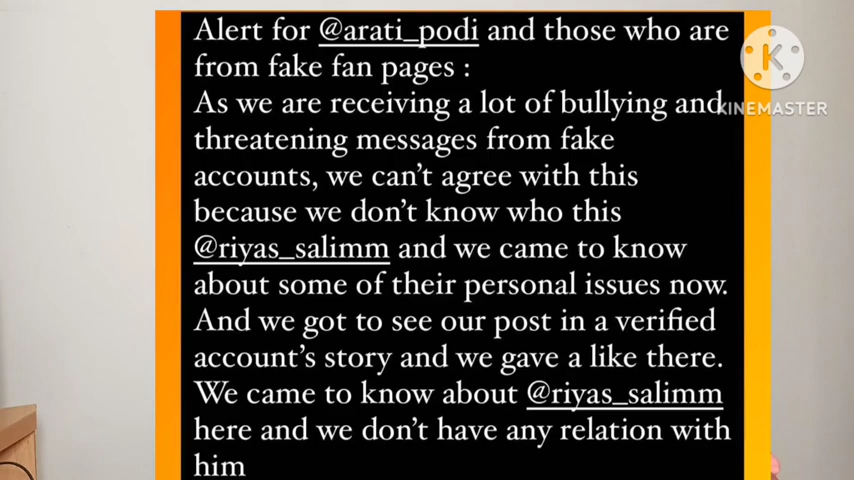 Alert for @arati_podi and those who are
from fake fan pages :
As we are receiving a lot of bullying and
threatening messages from fake
accounts, we can't agree with this
because we don't know who this
@riyas_salimm and we came to know
about some of their personal issues now.
And we got to see our post in a verified
account's story and we gave a like there.
We came to know about @riyas_salimm
here and we don't have any relation with
him
K
KINEMASTER